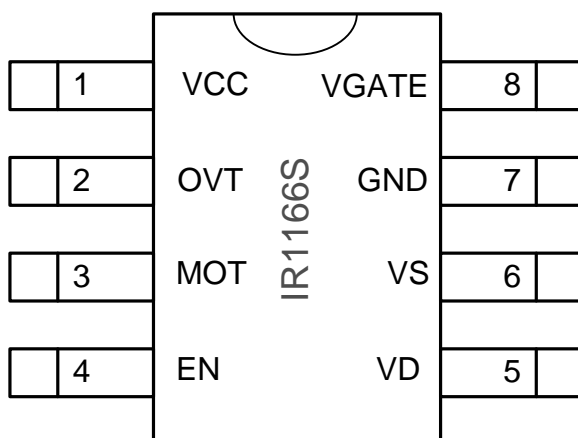 1 VCC VGATE 8
2 OVT GND 7
3 MOT VS 6
4 EN VD 5
IR1166S